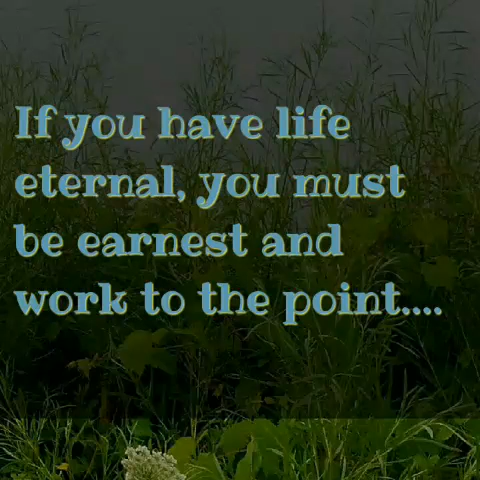 If you have life
eternal, you must
be earnest and
work to the point....